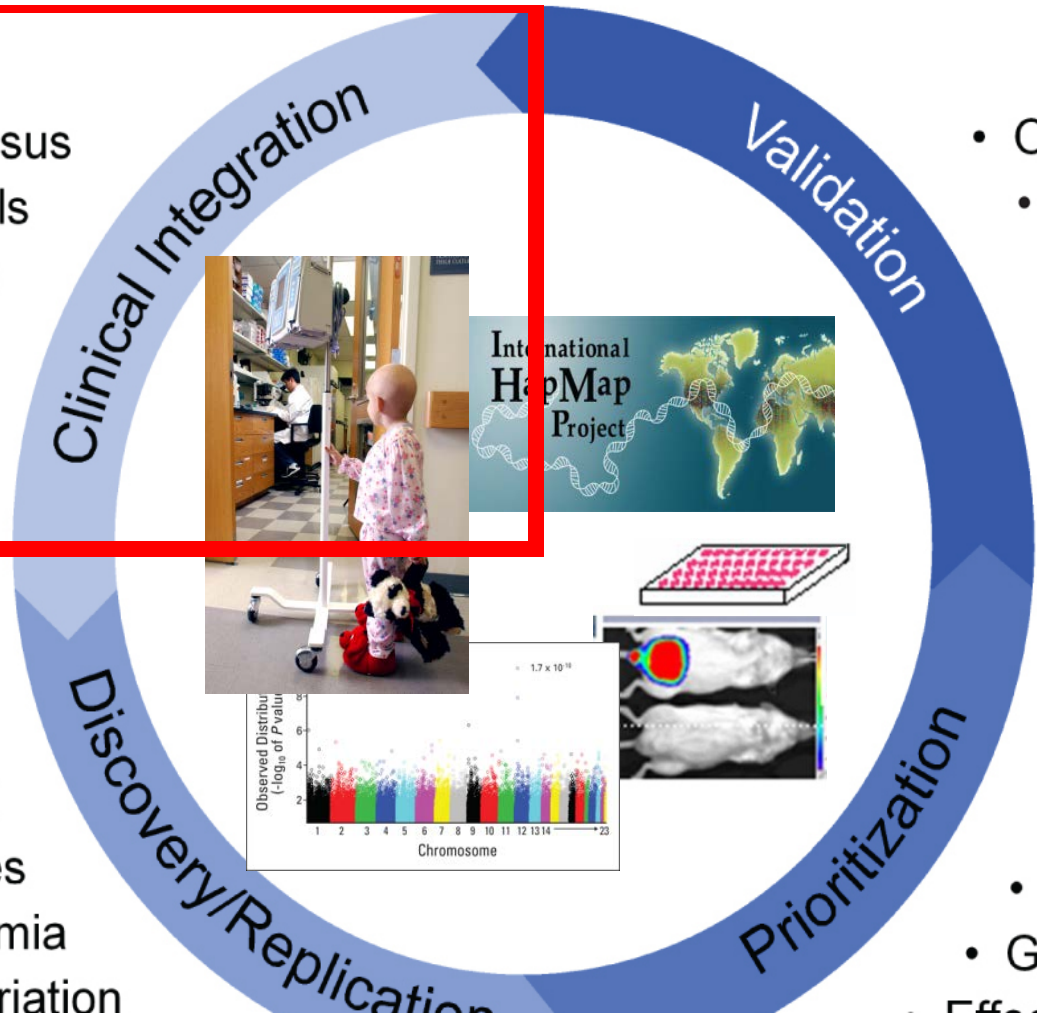 sus
ls
Clinical Integration
Validation
• C
•
International
HapMap
Project
1.7 x 10⁻¹⁰
Observed Distribu
(-log₁₀ of P value
8
6
4
2
1 2 3 4 5 6 7 8 9 10 11 12 13 14 23
Chromosome
Discovery/Replication
Prioritization
es
mia
riation
•
• G
• Effec